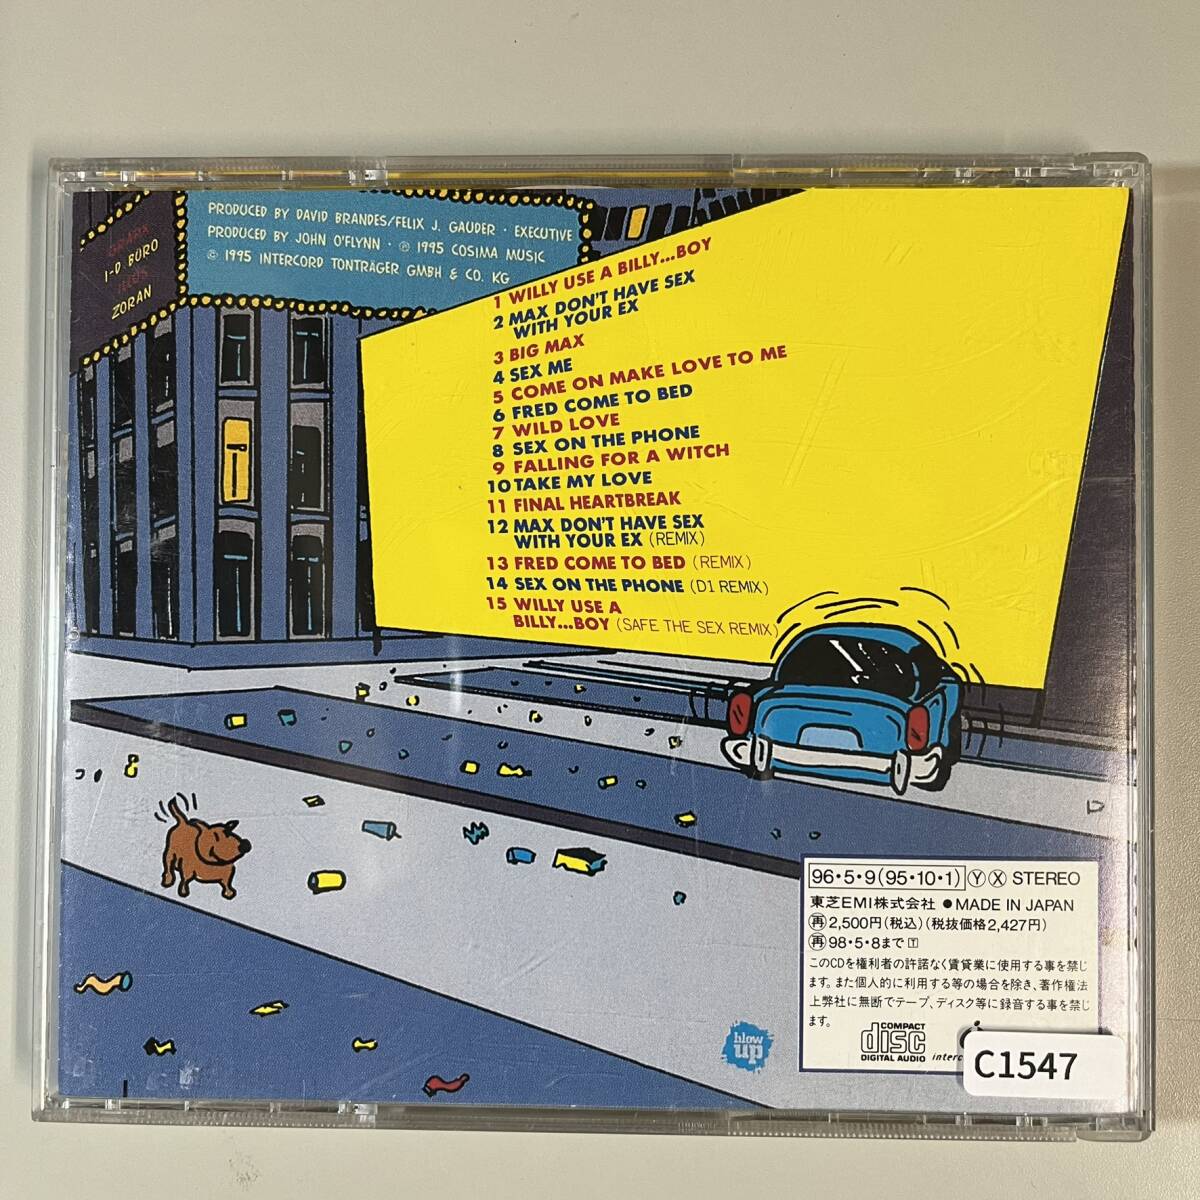 GRAFX
I-D BÜRO
ILLUS
ZORAN
PRODUCED BY DAVID BRANDES/FELIX J. GAUDER · EXECUTIVE
PRODUCED BY JOHN O'FLYNN · ℗ 1995 COSIMA MUSIC
© 1995 INTERCORD TONTRÄGER GMBH & CO. KG
1 WILLY USE A BILLY...BOY
2 MAX DON'T HAVE SEX
WITH YOUR EX
3 BIG MAX
4 SEX ME
5 COME ON MAKE LOVE TO ME
6 FRED COME TO BED
7 WILD LOVE
8 SEX ON THE PHONE
9 FALLING FOR A WITCH
10 TAKE MY LOVE
11 FINAL HEARTBREAK
12 MAX DON'T HAVE SEX
WITH YOUR EX (REMIX)
13 FRED COME TO BED (REMIX)
14 SEX ON THE PHONE (D1 REMIX)
15 WILLY USE A
BILLY...BOY (SAFE THE SEX REMIX)
96・5・9(95・10・1) Ⓨ Ⓧ STEREO
東芝EMI株式会社 ●MADE IN JAPAN
㊢2,500円(税込)(税抜価格2,427円)
98・5・8まで
このCDを権利者の許諾なく賃貸業に使用する事を禁じ
ます。また個人的に利用する等の場合を除き、著作権法
上弊社に無断でテープ、ディスク等に録音する事を禁じ
ます。
COMPACT
disc
DIGITAL AUDIO
interc
blow
up
C1547